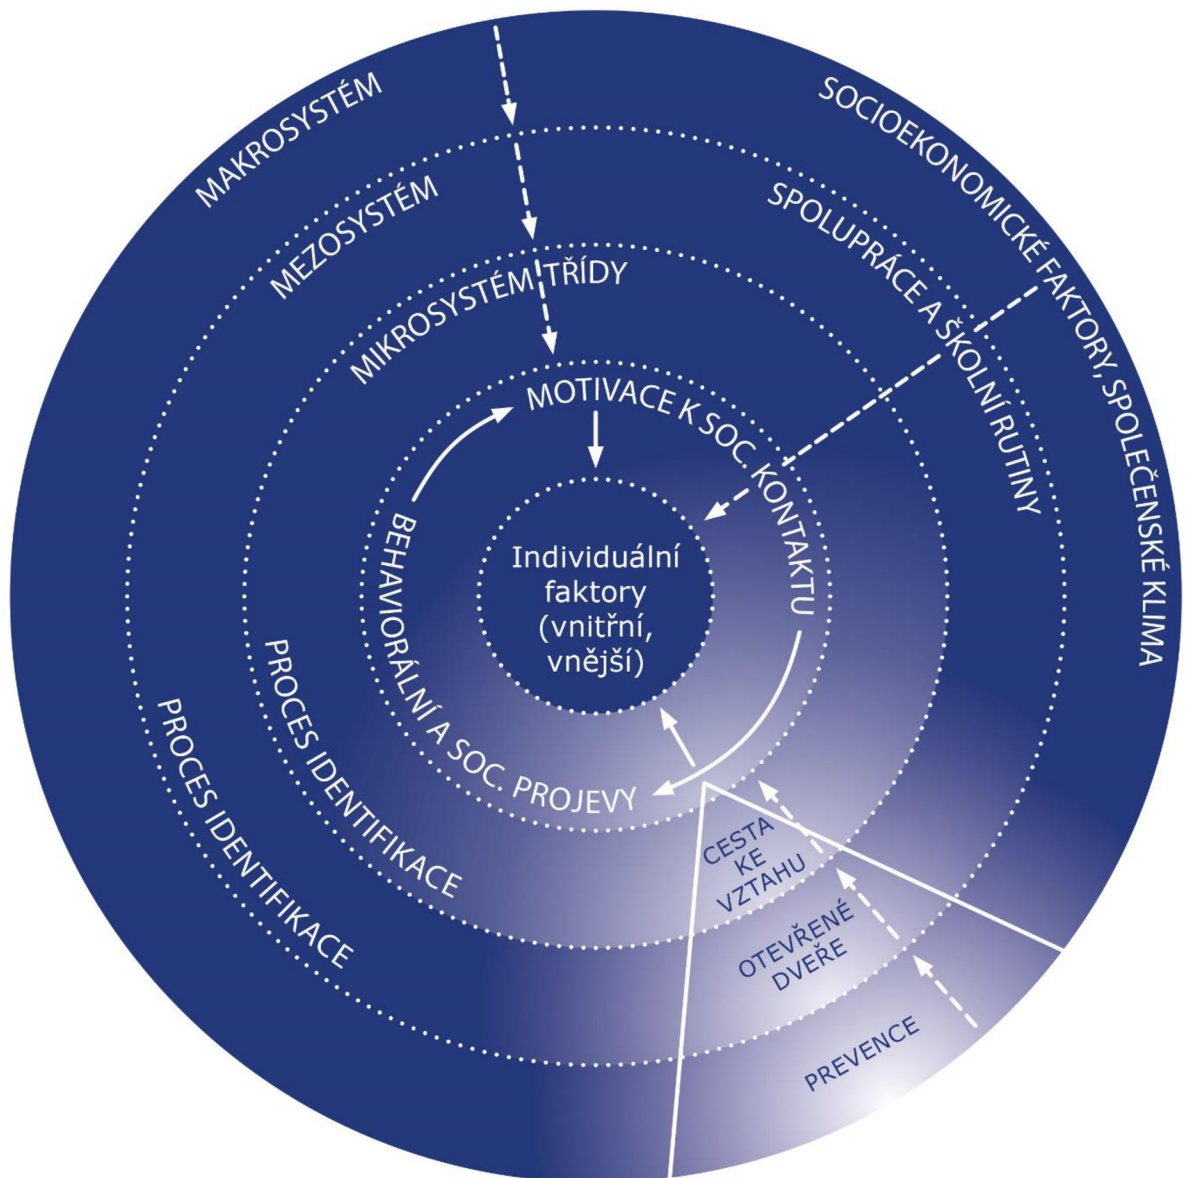 MAKROSYSTÉM
SOCIOEKONOMICKÉ FAKTORY, SPOLEČENSKÉ KLIMA
MEZOSYSTÉM
SPOLUPRÁCE A ŠKOLNÍ RUTINY
MIKROSYSTÉM TŘÍDY
MOTIVACE K SOC. KONTAKTU
BEHAVIORÁLNÍ A SOC. PROJEVY
Individuální
faktory
(vnitřní,
vnější)
PROCES IDENTIFIKACE
PROCES IDENTIFIKACE
CESTA
KE
VZTAHU
OTEVŘENÉ
DVEŘE
PREVENCE